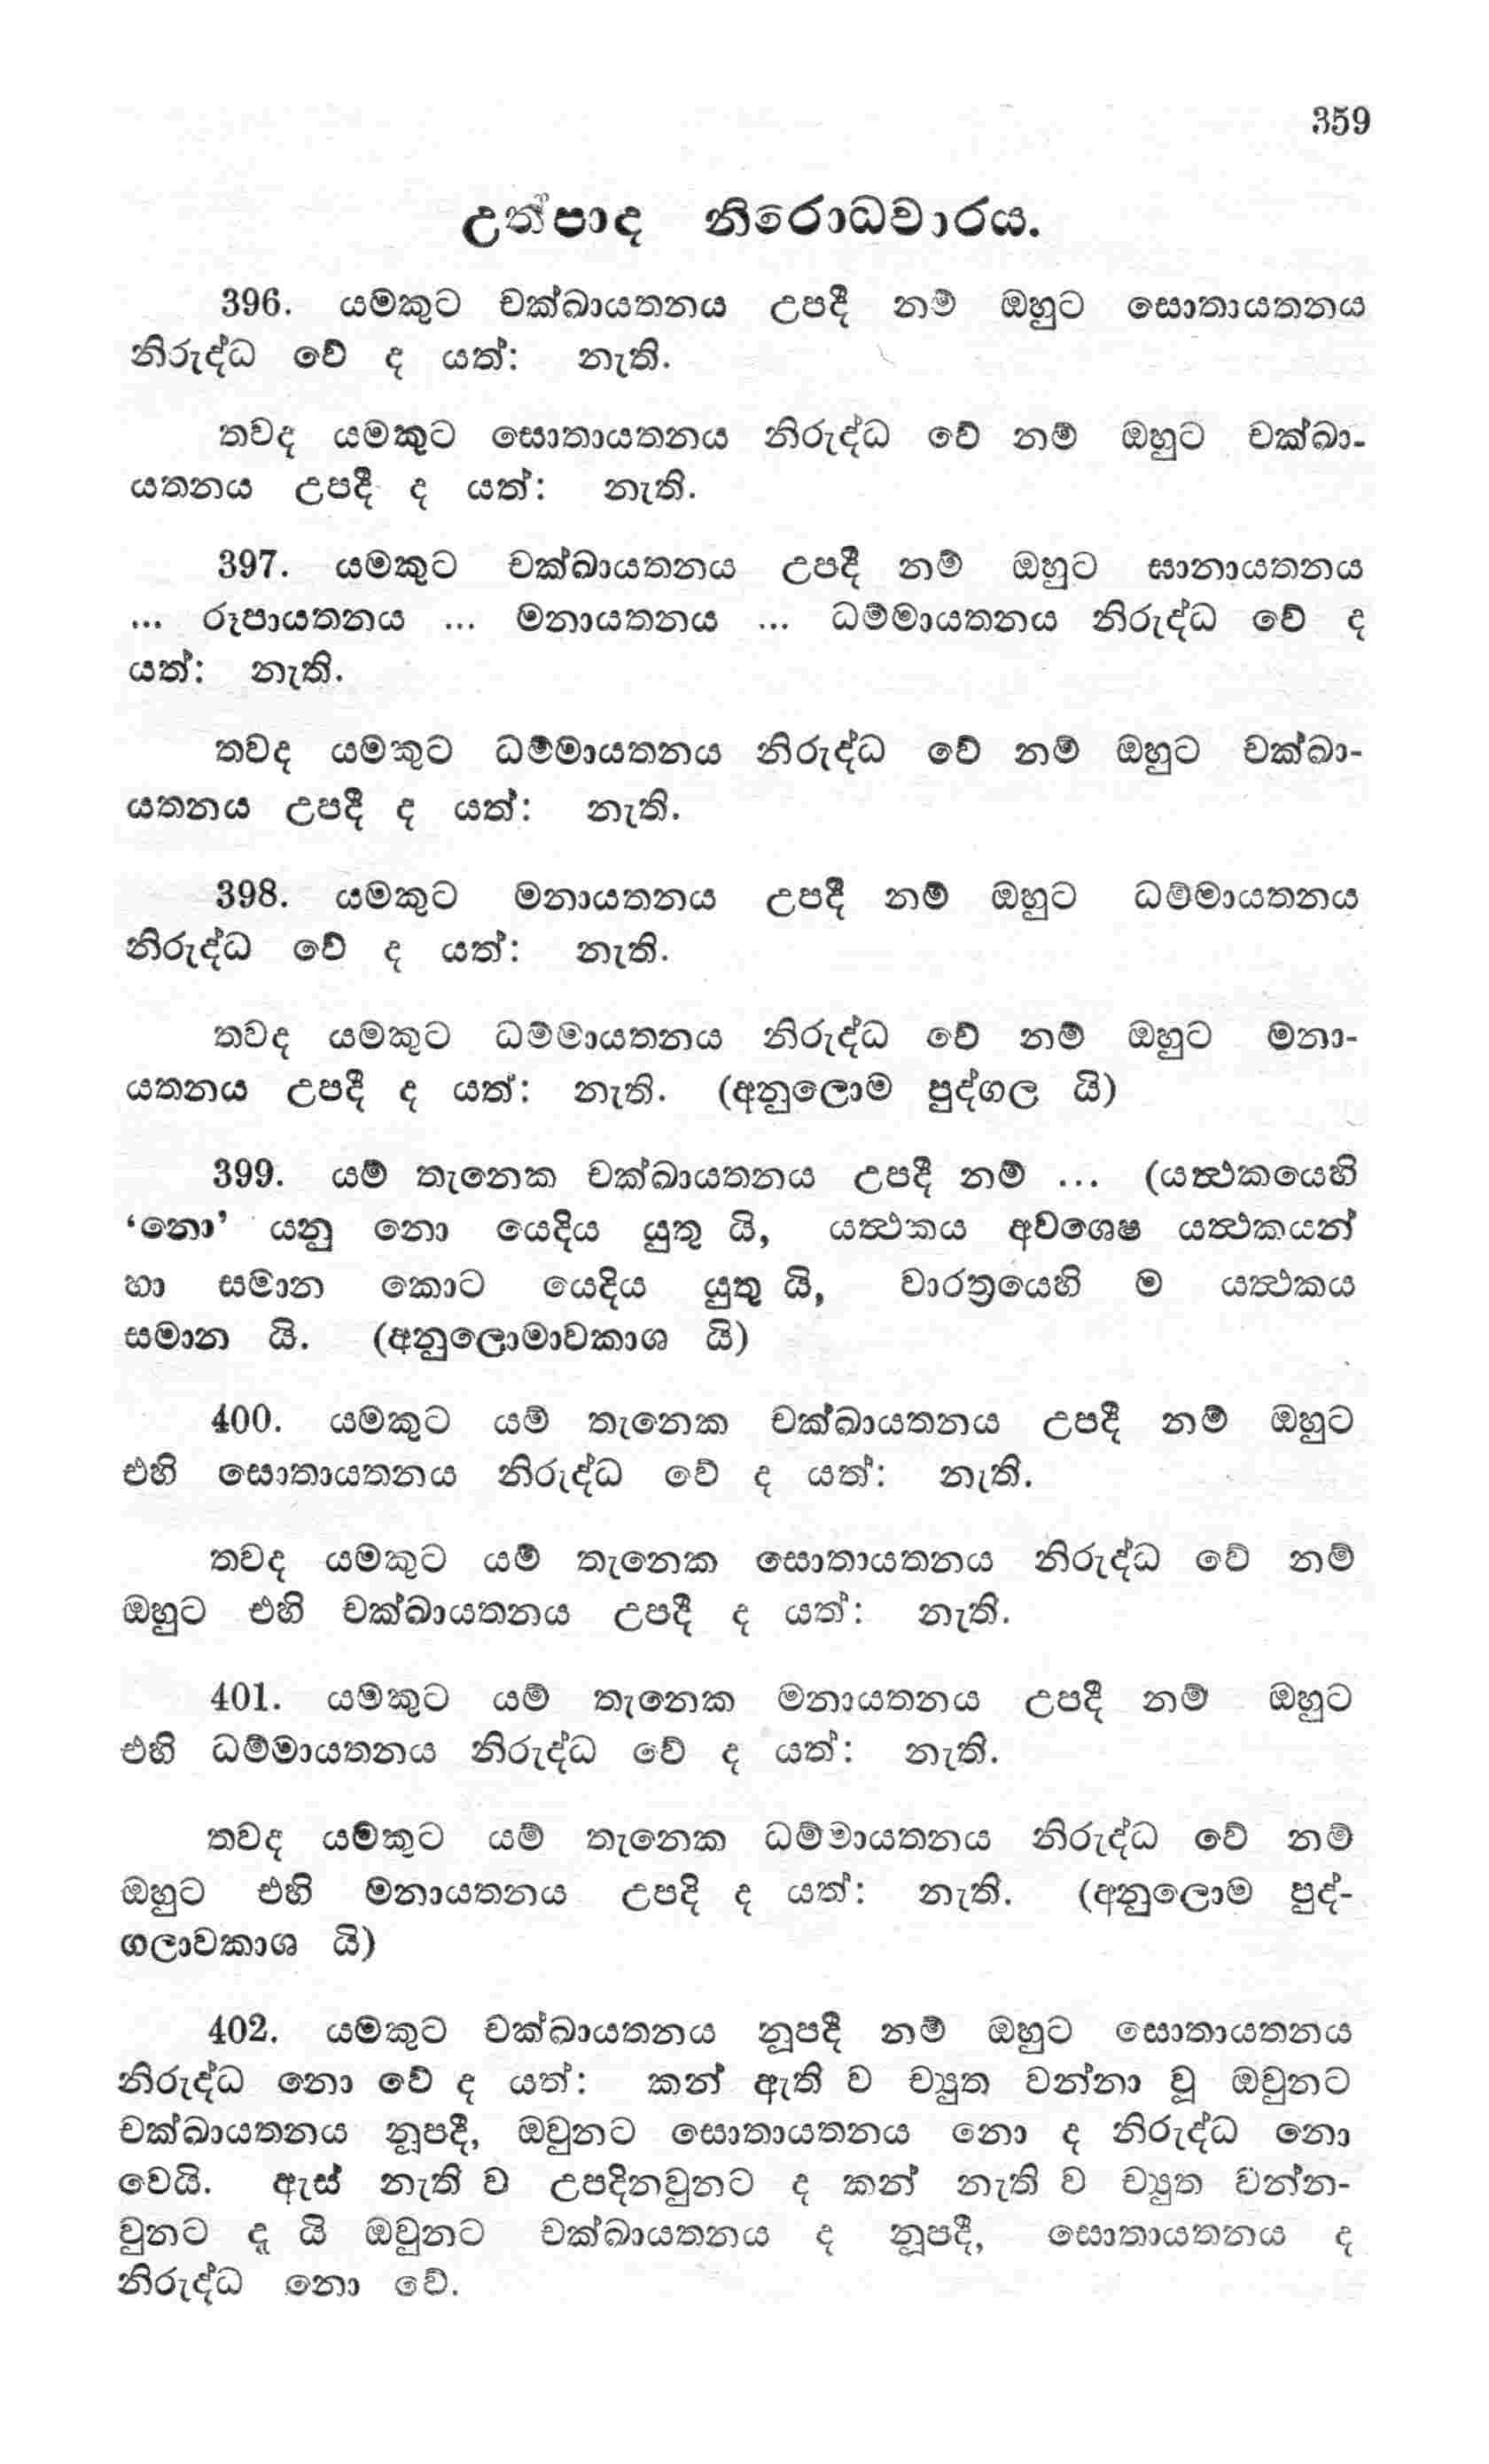 359
උත්පාද නිරොධවාරය.
396. යමකුට චක්ඛායතනය උපදී නම් ඔහුට සොතායතනය
නිරුද්ධ වේ ද යත්: නැති.
තවද යමකුට සොතායතනය නිරුද්ධ වේ නම් ඔහුට චක්ඛා-
යතනය උපදී ද යත්: නැති.
397. යමකුට චක්ඛායතනය උපදී නම් ඔහුට ඝානායතනය
... රූපායතනය ... මනායතනය ... ධම්මායතනය නිරුද්ධ වේ ද
යත්: නැති.
තවද යමකුට ධම්මායතනය නිරුද්ධ වේ නම් ඔහුට චක්ඛා-
යතනය උපදී ද යත්: නැති.
398. යමකුට මනායතනය උපදී නම් ඔහුට ධම්මායතනය
නිරුද්ධ වේ ද යත්: නැති.
තවද යමකුට ධම්මායතනය නිරුද්ධ වේ නම් ඔහුට මනා-
යතනය උපදී ද යත්: නැති. (අනුලොම පුද්ගල යි)
399. යම් තැනෙක චක්ඛායතනය උපදී නම් ... (යත්‍ථකයෙහි
‘නො’ යනු නො යෙදිය යුතු යි, යත්‍ථකය අවශෙෂ යත්‍ථකයන්
හා සමාන කොට යෙදිය යුතු යි, වාරත්‍රයෙහි ම යත්‍ථකය
සමාන යි. (අනුලොමාවකාශ යි)
400. යමකුට යම් තැනෙක චක්ඛායතනය උපදී නම් ඔහුට
එහි සොතායතනය නිරුද්ධ වේ ද යත්: නැති.
තවද යමකුට යම් තැනෙක සොතායතනය නිරුද්ධ වේ නම්
ඔහුට එහි චක්ඛායතනය උපදී ද යත්: නැති.
401. යමකුට යම් තැනෙක මනායතනය උපදී නම් ඔහුට
එහි ධම්මායතනය නිරුද්ධ වේ ද යත්: නැති.
තවද යමකුට යම් තැනෙක ධම්මායතනය නිරුද්ධ වේ නම්
ඔහුට එහි මනායතනය උපදි ද යත්: නැති. (අනුලොම පුද්-
ගලාවකාශ යි)
402. යමකුට චක්ඛායතනය නූපදී නම් ඔහුට සොතායතනය
නිරුද්ධ නො වේ ද යත්: කන් ඇති ව ච්‍යුත වන්නා වූ ඔවුනට
චක්ඛායතනය නූපදී, ඔවුනට සොතායතනය නො ද නිරුද්ධ නො
වෙයි. ඇස් නැති ව උපදිනවුනට ද කන් නැති ව ච්‍යුත වන්න-
වුනට දූ යි ඔවුනට චක්ඛායතනය ද නූපදී, සොතායතනය ද
නිරුද්ධ නො වේ.